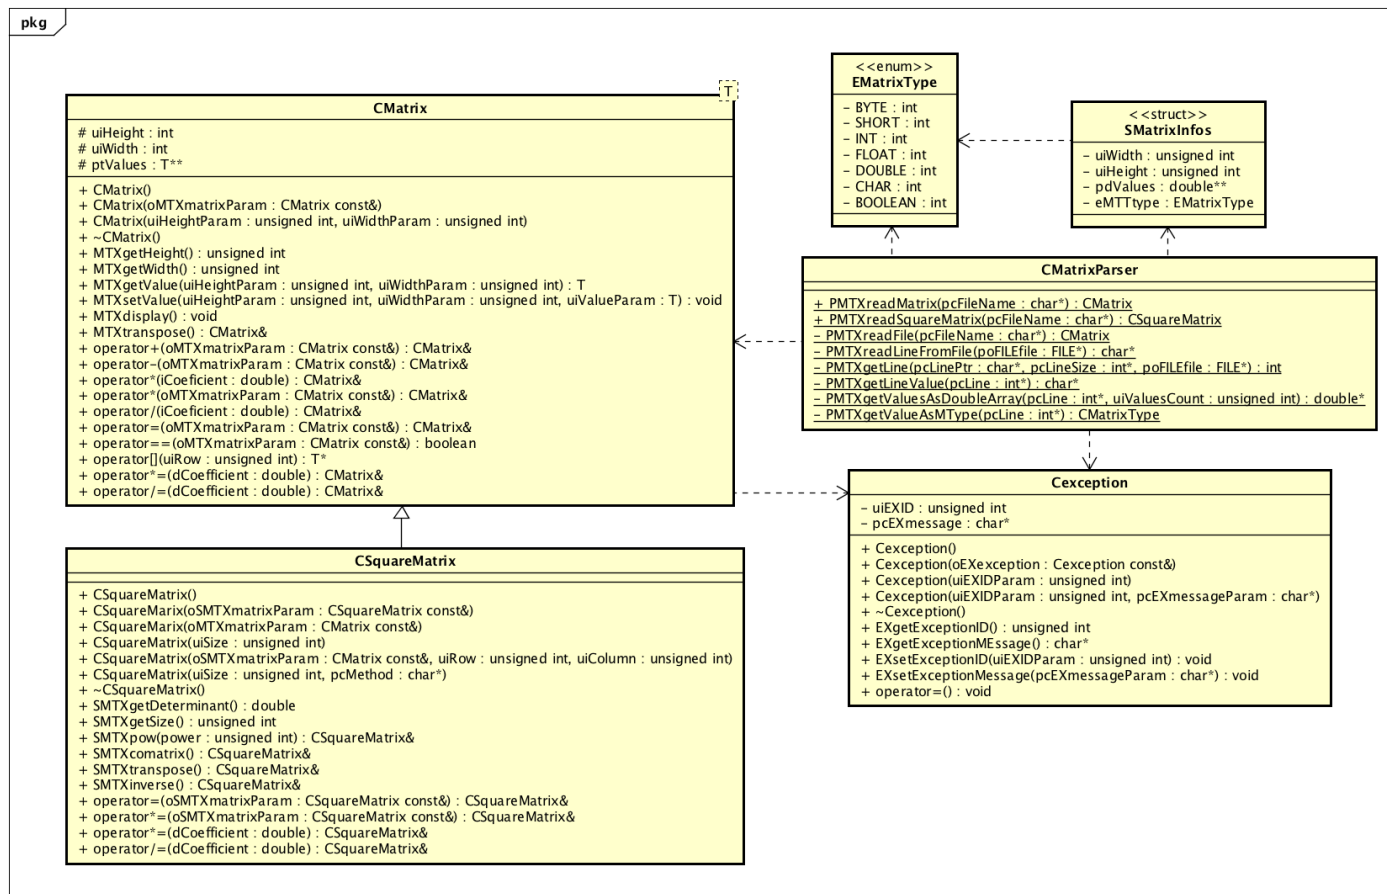 pkg
T
CMatrix
# uiHeight : int
# uiWidth : int
# ptValues : T**
+ CMatrix()
+ CMatrix(oMTXmatrixParam : CMatrix const&)
+ CMatrix(uiHeightParam : unsigned int, uiWidthParam : unsigned int)
+ ~CMatrix()
+ MTXgetHeight() : unsigned int
+ MTXgetWidth() : unsigned int
+ MTXgetValue(uiHeightParam : unsigned int, uiWidthParam : unsigned int) : T
+ MTXsetValue(uiHeightParam : unsigned int, uiWidthParam : unsigned int, uiValueParam : T) : void
+ MTXdisplay() : void
+ MTXtranspose() : CMatrix&
+ operator+(oMTXmatrixParam : CMatrix const&) : CMatrix&
+ operator-(oMTXmatrixParam : CMatrix const&) : CMatrix&
+ operator*(iCoeficient : double) : CMatrix&
+ operator*(oMTXmatrixParam : CMatrix const&) : CMatrix&
+ operator/(iCoeficient : double) : CMatrix&
+ operator=(oMTXmatrixParam : CMatrix const&) : CMatrix&
+ operator==(oMTXmatrixParam : CMatrix const&) : boolean
+ operator[](uiRow : unsigned int) : T*
+ operator*=(dCoefficient : double) : CMatrix&
+ operator/=(dCoefficient : double) : CMatrix&
CSquareMatrix
+ CSquareMatrix()
+ CSquareMarix(oSMTXmatrixParam : CSquareMatrix const&)
+ CSquareMarix(oMTXmatrixParam : CMatrix const&)
+ CSquareMatrix(uiSize : unsigned int)
+ CSquareMatrix(oSMTXmatrixParam : CMatrix const&, uiRow : unsigned int, uiColumn : unsigned int)
+ CSquareMatrix(uiSize : unsigned int, pcMethod : char*)
+ ~CSquareMatrix()
+ SMTXgetDeterminant() : double
+ SMTXgetSize() : unsigned int
+ SMTXpow(power : unsigned int) : CSquareMatrix&
+ SMTXcomatrix() : CSquareMatrix&
+ SMTXtranspose() : CSquareMatrix&
+ SMTXinverse() : CSquareMatrix&
+ operator=(oSMTXmatrixParam : CSquareMatrix const&) : CSquareMatrix&
+ operator*=(oSMTXmatrixParam : CSquareMatrix const&) : CSquareMatrix&
+ operator*=(dCoefficient : double) : CSquareMatrix&
+ operator/=(dCoefficient : double) : CSquareMatrix&
<<enum>>
EMatrixType
- BYTE : int
- SHORT : int
- INT : int
- FLOAT : int
- DOUBLE : int
- CHAR : int
- BOOLEAN : int
<<struct>>
SMatrixInfos
- uiWidth : unsigned int
- uiHeight : unsigned int
- pdValues : double**
- eMTTtype : EMatrixType
CMatrixParser
+ PMTXreadMatrix(pcFileName : char*) : CMatrix
+ PMTXreadSquareMatrix(pcFileName : char*) : CSquareMatrix
- PMTXreadFile(pcFileName : char*) : CMatrix
- PMTXreadLineFromFile(poFILEfile : FILE*) : char*
- PMTXgetLine(pcLinePtr : char*, pcLineSize : int*, poFILEfile : FILE*) : int
- PMTXgetLineValue(pcLine : int*) : char*
- PMTXgetValuesAsDoubleArray(pcLine : int*, uiValuesCount : unsigned int) : double*
- PMTXgetValueAsMType(pcLine : int*) : CMatrixType
Cexception
- uiEXID : unsigned int
- pcEXmessage : char*
+ Cexception()
+ Cexception(oEXexception : Cexception const&)
+ Cexception(uiEXIDParam : unsigned int)
+ Cexception(uiEXIDParam : unsigned int, pcEXmessageParam : char*)
+ ~Cexception()
+ EXgetExceptionID() : unsigned int
+ EXgetExceptionMEssage() : char*
+ EXsetExceptionID(uiEXIDParam : unsigned int) : void
+ EXsetExceptionMessage(pcEXmessageParam : char*) : void
+ operator=() : void